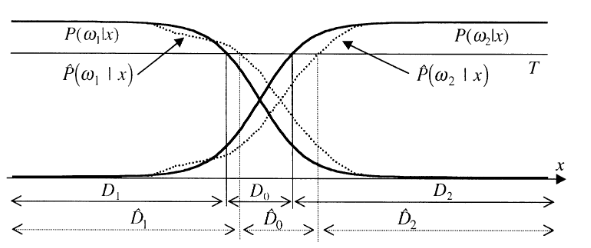 P(ω₁|x) P(ω₂|x)
P̂(ω₁ | x) P̂(ω₂ | x) T
x
D₁ D₀ D₂
D̂₁ D̂₀ D̂₂